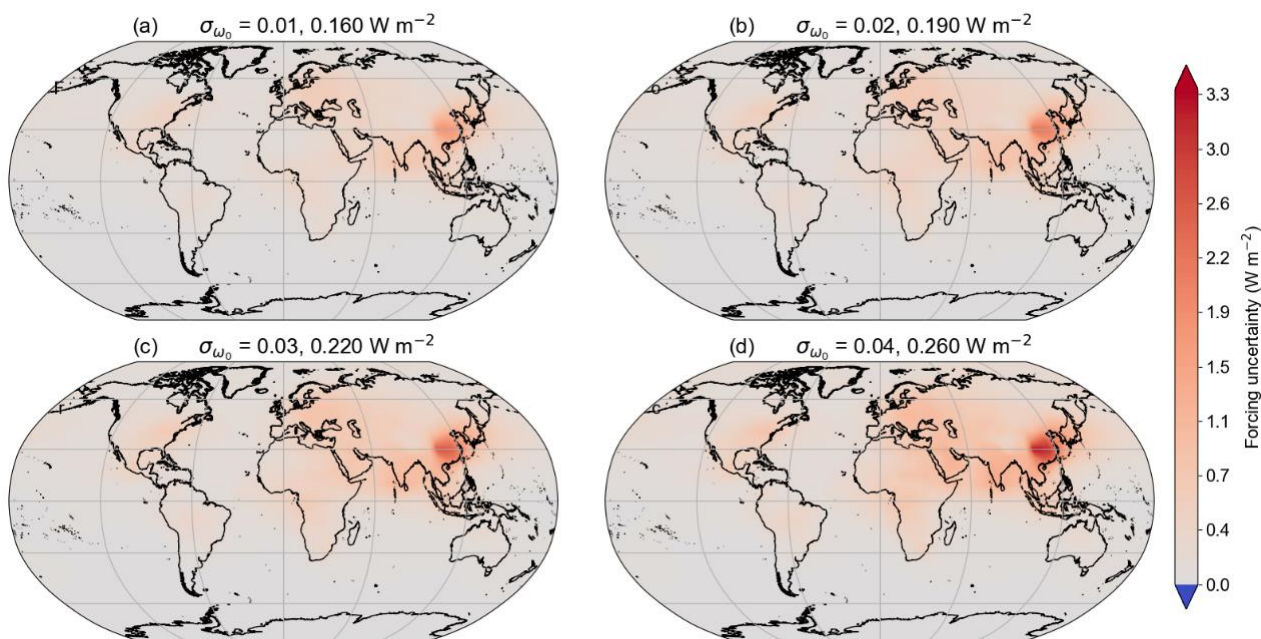 (a) σω₀ = 0.01, 0.160 W m⁻²
(b) σω₀ = 0.02, 0.190 W m⁻²
(c) σω₀ = 0.03, 0.220 W m⁻²
(d) σω₀ = 0.04, 0.260 W m⁻²
3.3
3.0
2.6
2.2
1.9
1.5
1.1
0.7
0.4
0.0
Forcing uncertainty (W m⁻²)